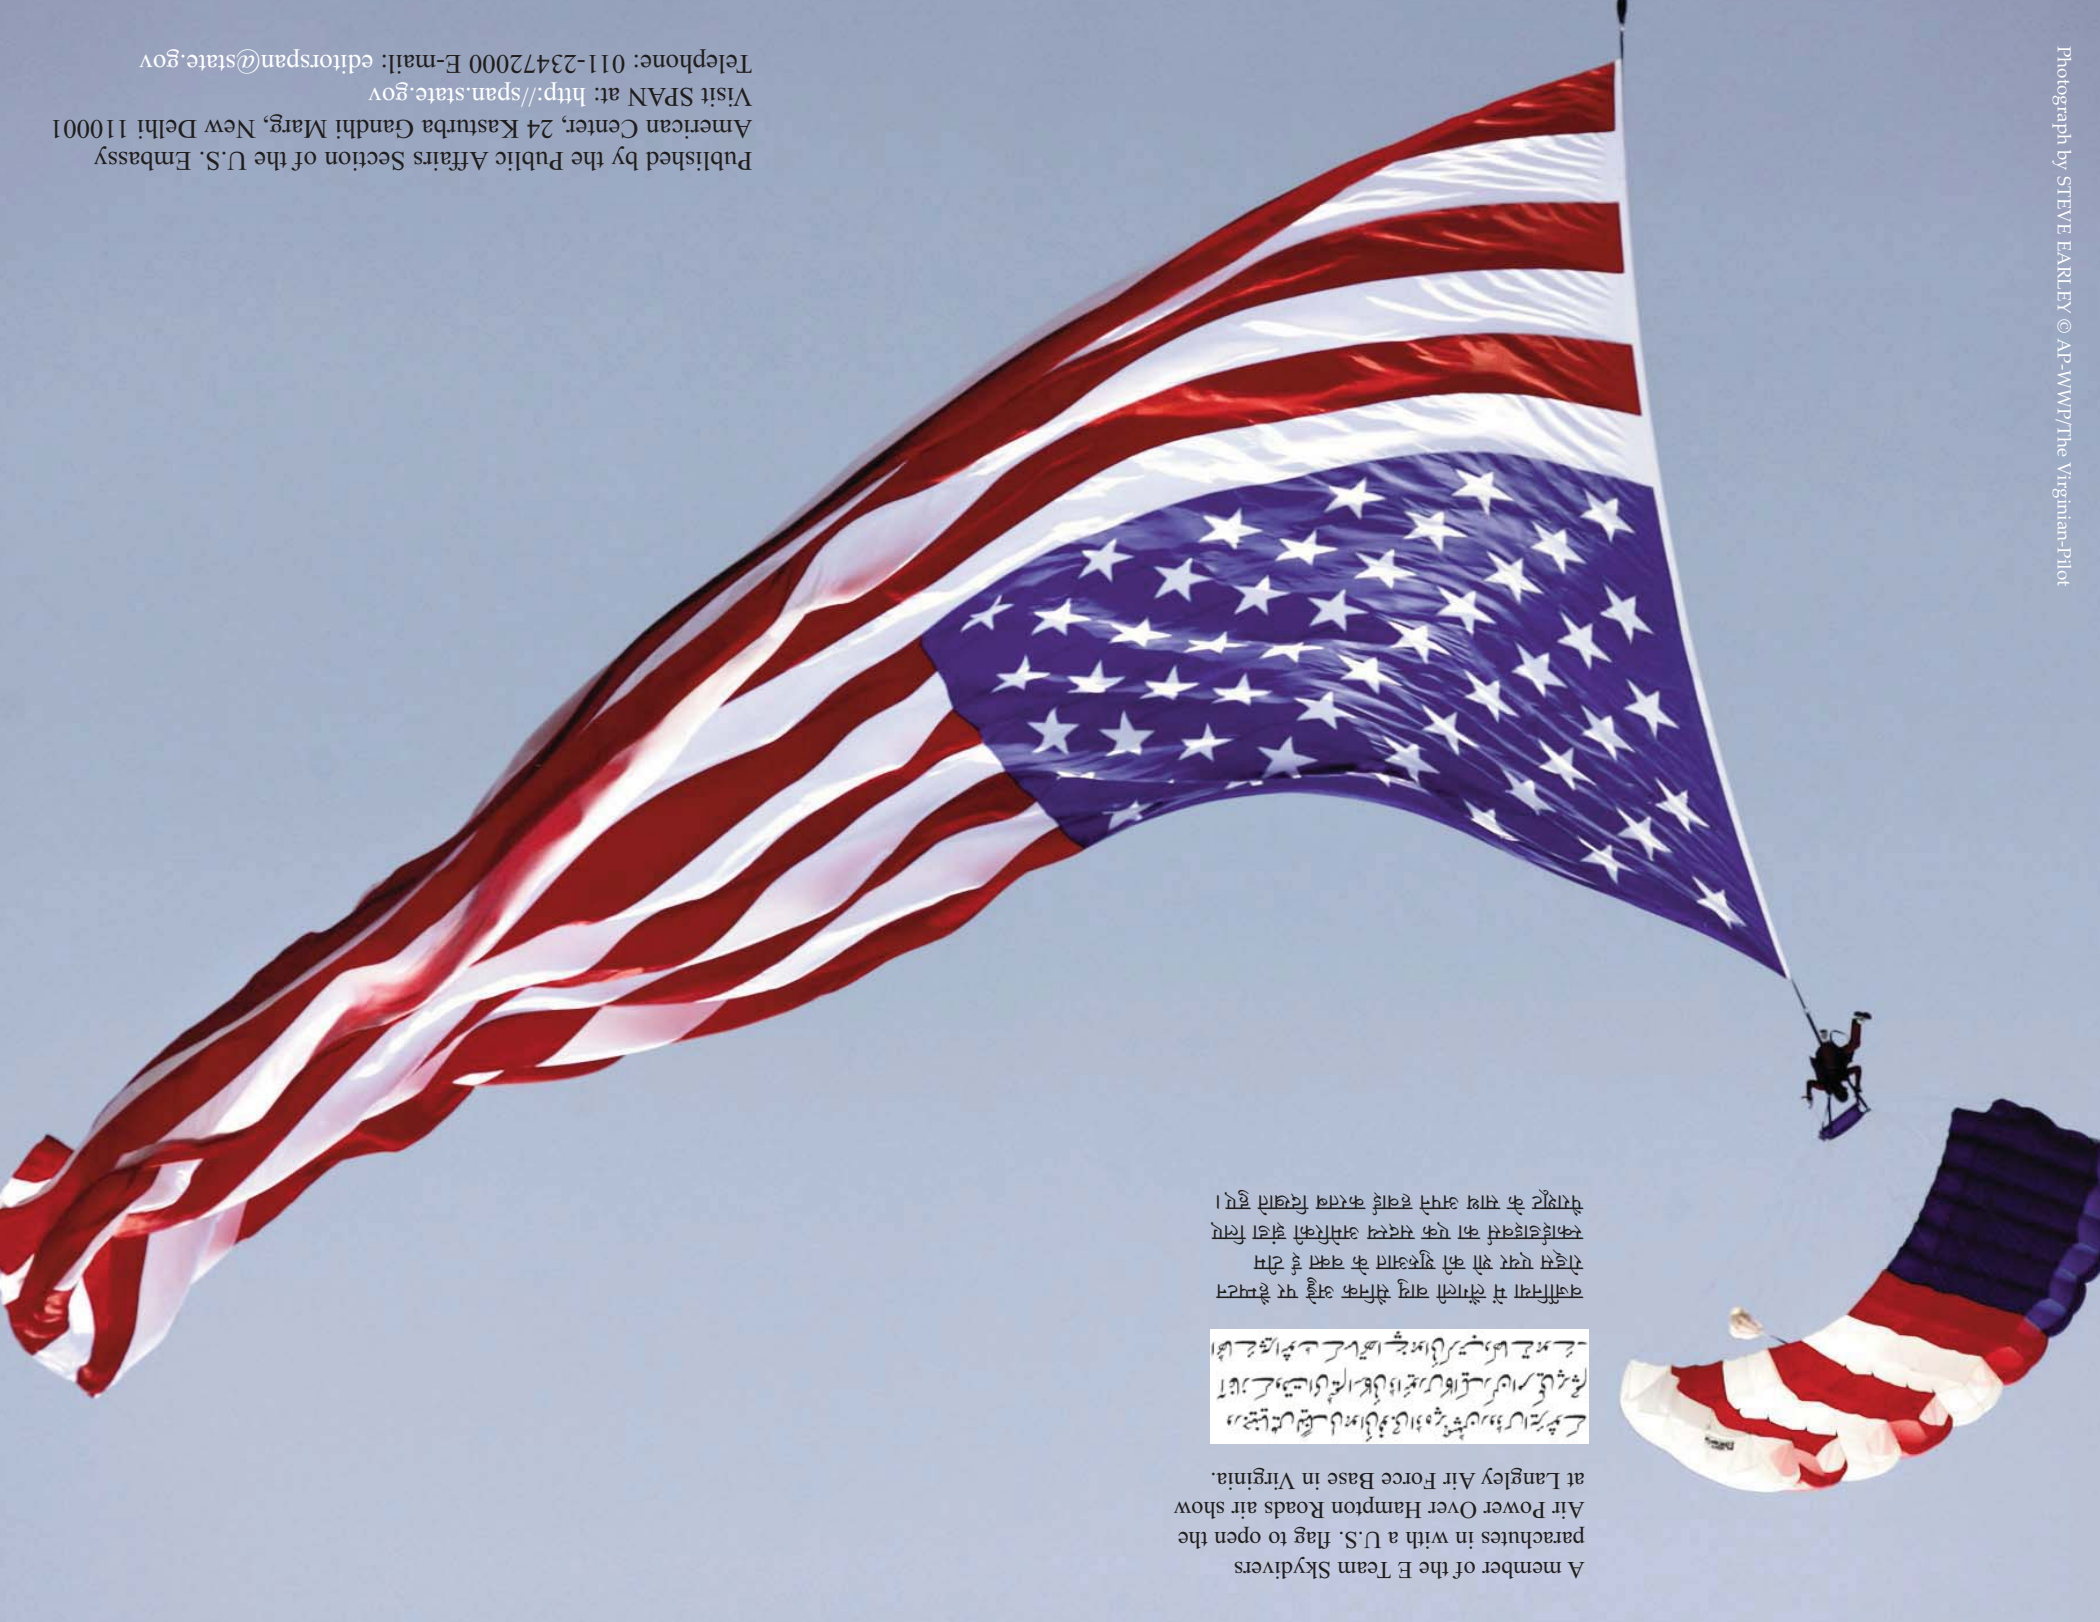 A member of the E Team Skydivers
parachutes in with a U.S. flag to open the
Air Power Over Hampton Roads air show
at Langley Air Force Base in Virginia.
वर्जीनिया में लैंगली वायु सैनिक अड्डे पर हैम्पटन
रोड्स एयर शो की शुरुआत के वक्त ई टीम
स्काईडाइवर्स का एक सदस्य अमेरिकी झंडा लिए
पैराशूट के साथ अपने हवाई करतब दिखाते हुए।
Photograph by STEVE EARLEY © AP-WWP/The Virginian-Pilot
Published by the Public Affairs Section of the U.S. Embassy
American Center, 24 Kasturba Gandhi Marg, New Delhi 110001
Visit SPAN at: http://span.state.gov
Telephone: 011-23472000 E-mail: editorspan@state.gov